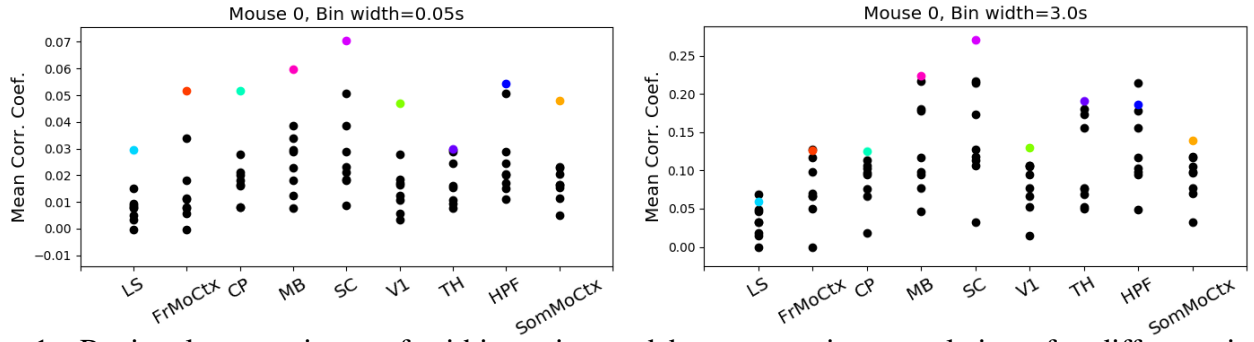 Mouse 0, Bin width=0.05s
Mean Corr. Coef.
0.07
0.06
0.05
0.04
0.03
0.02
0.01
0.00
−0.01
LS
FrMoCtx
CP
MB
SC
V1
TH
HPF
SomMoCtx
Mouse 0, Bin width=3.0s
Mean Corr. Coef.
0.25
0.20
0.15
0.10
0.05
0.00
LS
FrMoCtx
CP
MB
SC
V1
TH
HPF
SomMoCtx